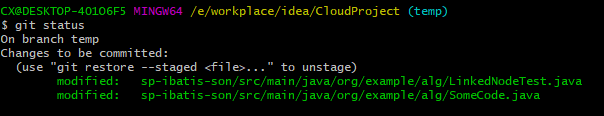 CX@DESKTOP-40106F5 MINGW64 /e/workplace/idea/CloudProject (temp)
$ git status
On branch temp
Changes to be committed:
  (use "git restore --staged <file>..." to unstage)
        modified:   sp-ibatis-son/src/main/java/org/example/alg/LinkedNodeTest.java
        modified:   sp-ibatis-son/src/main/java/org/example/alg/SomeCode.java